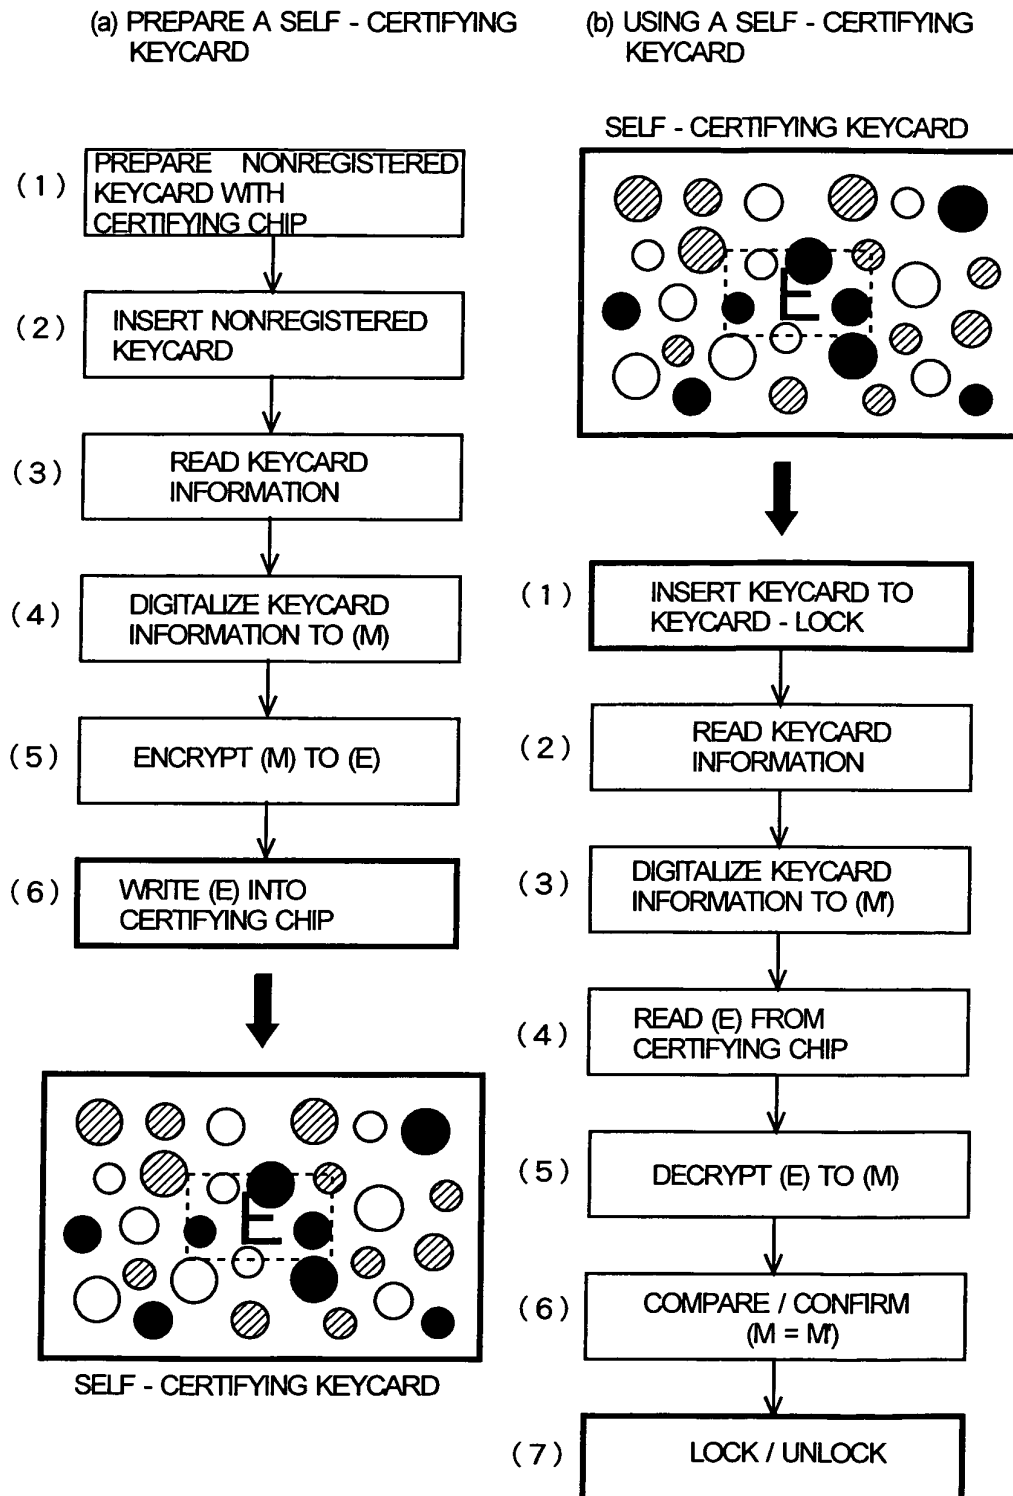 (a) PREPARE A SELF - CERTIFYING
KEYCARD
(1)
PREPARE NONREGISTERED
KEYCARD WITH
CERTIFYING CHIP
(2)
INSERT NONREGISTERED
KEYCARD
(3)
READ KEYCARD
INFORMATION
(4)
DIGITALIZE KEYCARD
INFORMATION TO (M)
(5)
ENCRYPT (M) TO (E)
(6)
WRITE (E) INTO
CERTIFYING CHIP
E
SELF - CERTIFYING KEYCARD
(b) USING A SELF - CERTIFYING
KEYCARD
SELF - CERTIFYING KEYCARD
E
(1)
INSERT KEYCARD TO
KEYCARD - LOCK
(2)
READ KEYCARD
INFORMATION
(3)
DIGITALIZE KEYCARD
INFORMATION TO (M')
(4)
READ (E) FROM
CERTIFYING CHIP
(5)
DECRYPT (E) TO (M)
(6)
COMPARE / CONFIRM
(M = M')
(7)
LOCK / UNLOCK